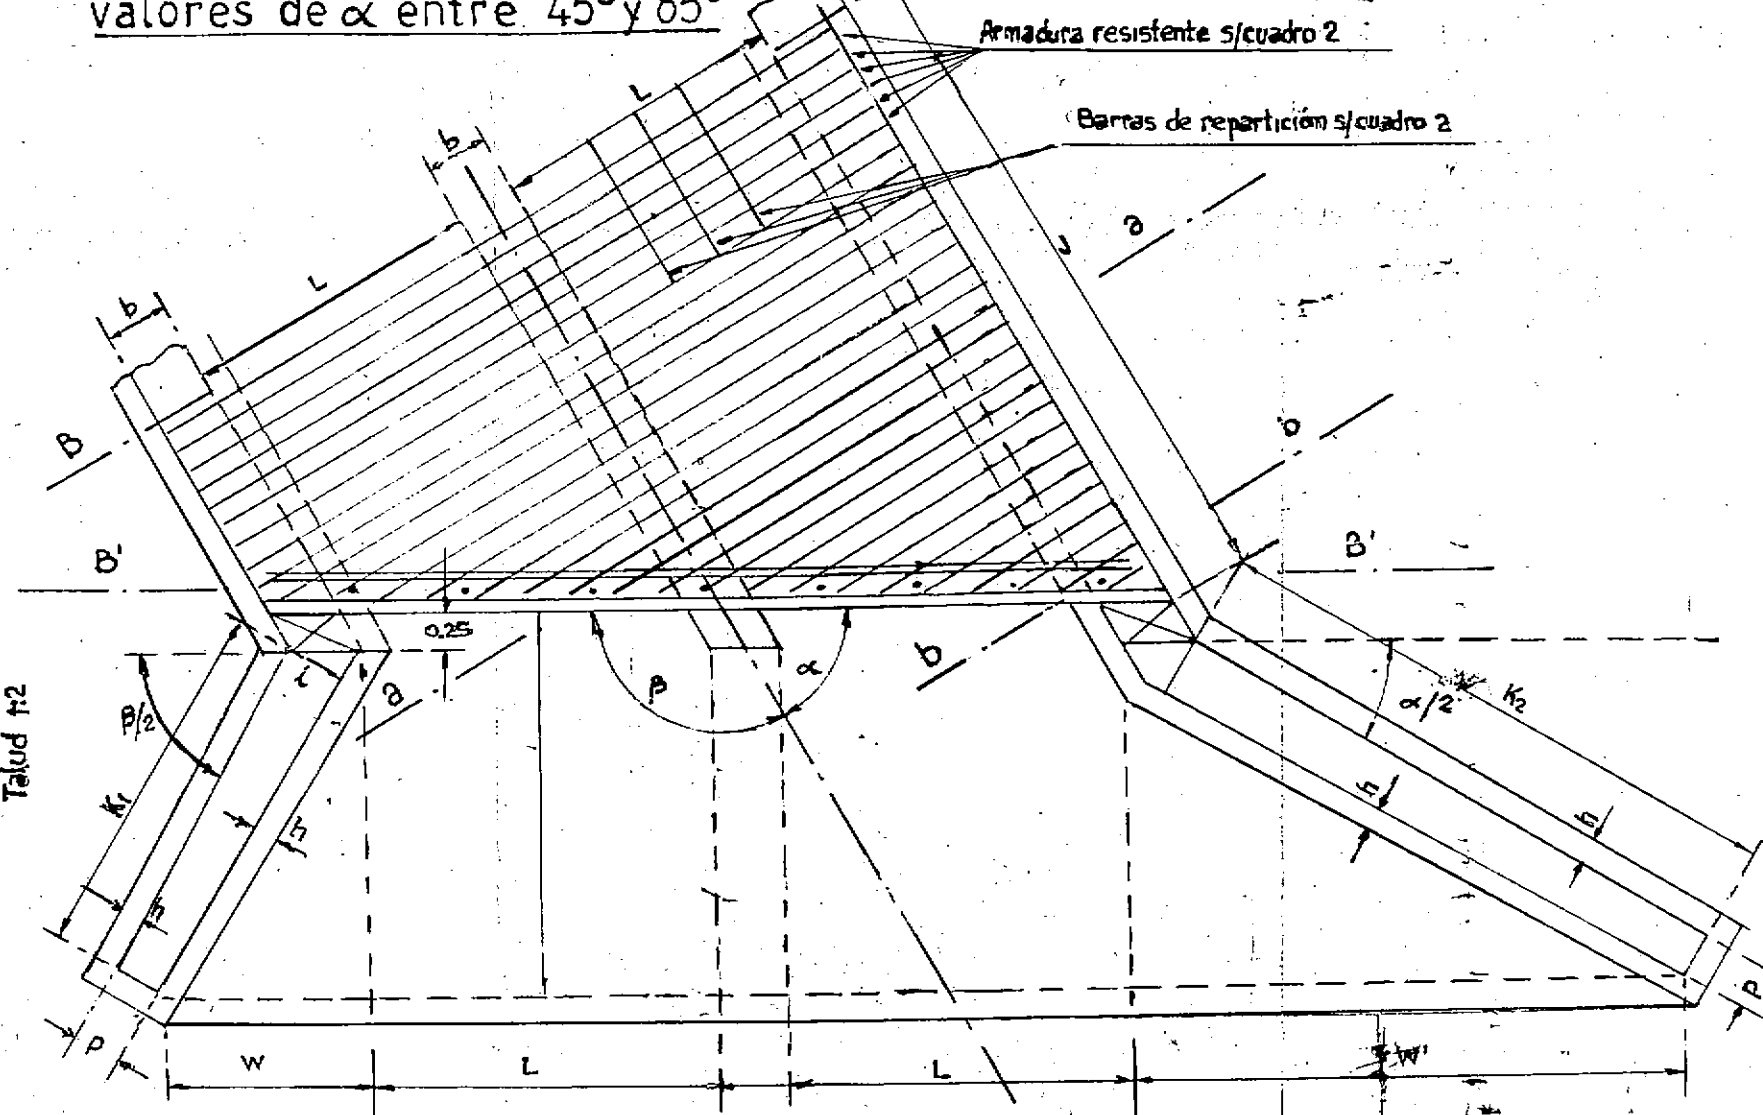 valores de α entre 45° y 65°
Armadura resistente s/cuadro 2
Barras de repartición s/cuadro 2
L
b
L
b
J
a
B
b
B'
B'
0.25
i
a
β
α
b
β/2
α/2
K2
Talud 1:2
K1
h
h
h
h
P
P
W
L
L
W'